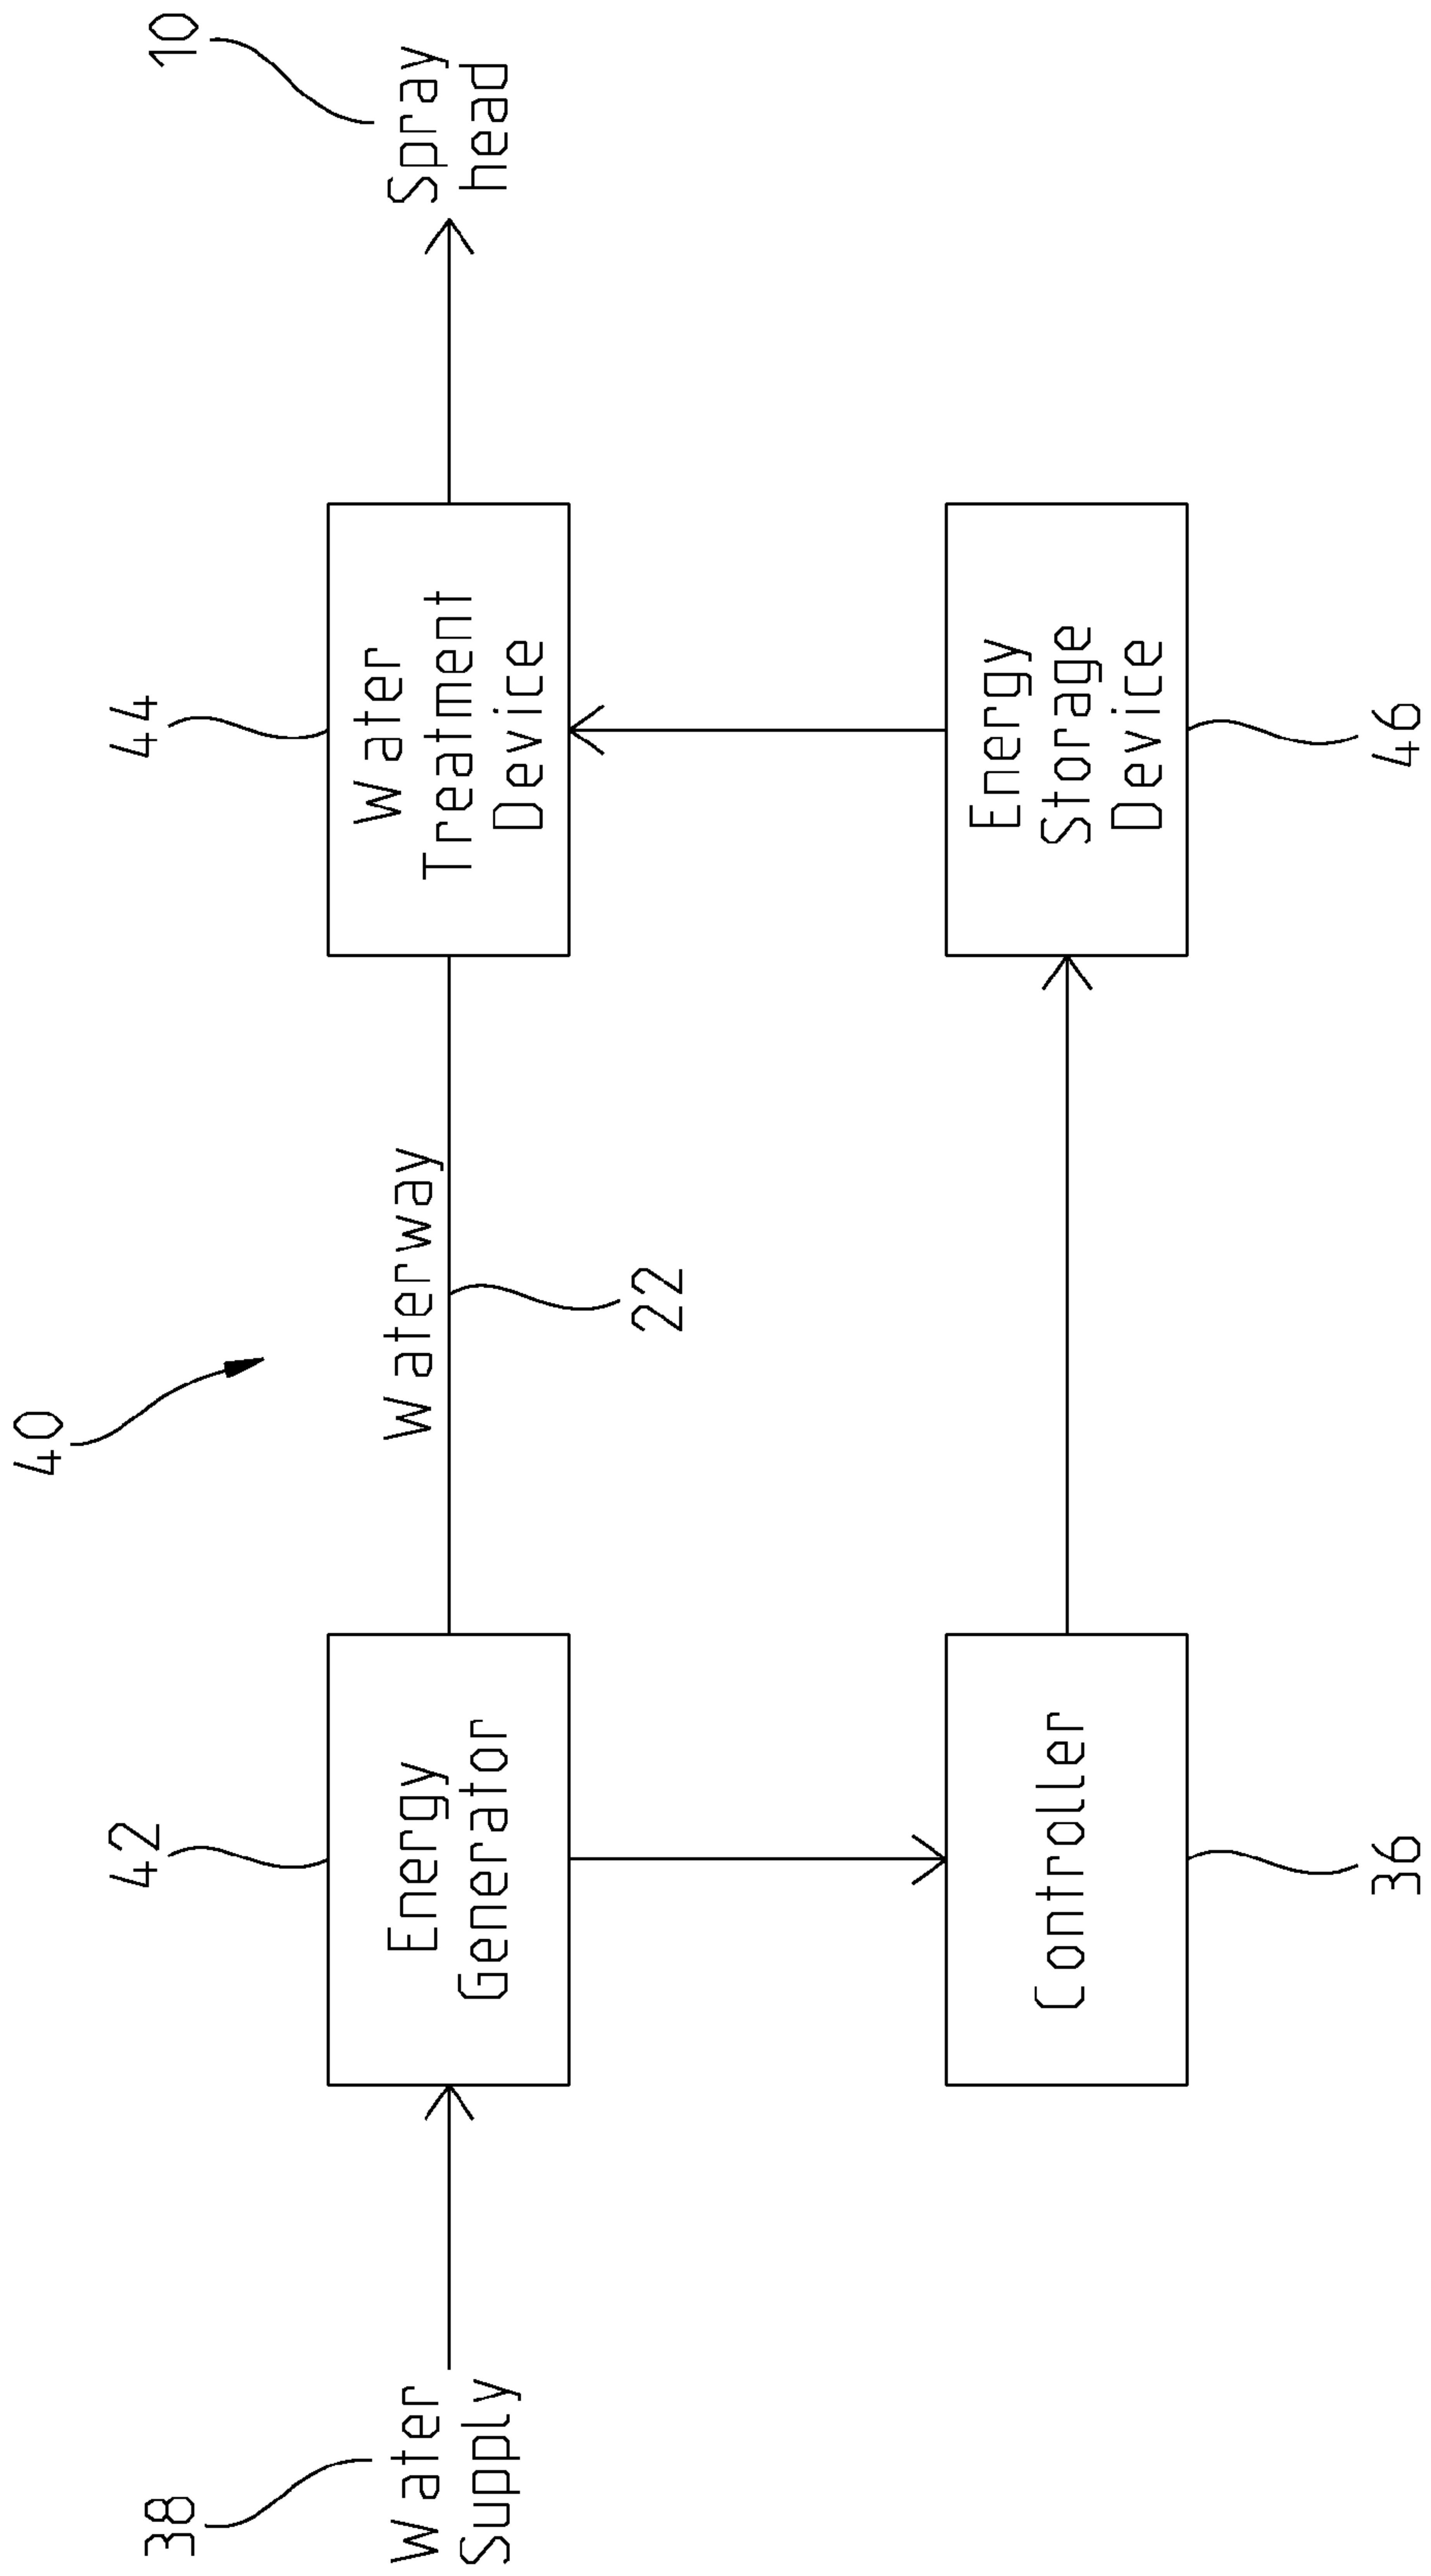 40
42
44
10
38
Water
Supply
Energy
Generator
Waterway
22
Water
Treatment
Device
Spray
head
Controller
Energy
Storage
Device
36
46